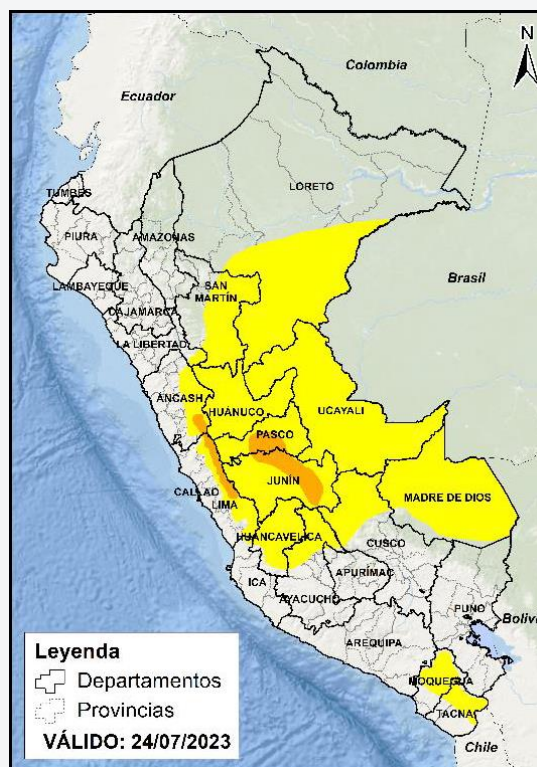 N
Colombia
Ecuador
LORETO
TUMBES
PIURA
AMAZONAS
LAMBAYEQUE
SAN
MARTÍN
Brasil
CAJAMARCA
LA LIBERTAD
ANCASH
HUÁNUCO
UCAYALI
PASCO
JUNÍN
MADRE DE DIOS
CALLAO
LIMA
HUANCAVELICA
CUSCO
ICA
APURÍMAC
AYACUCHO
PUNO
AREQUIPA
MOQUEGUA
TACNA
Chile
Leyenda
Departamentos
Provincias
VÁLIDO: 24/07/2023